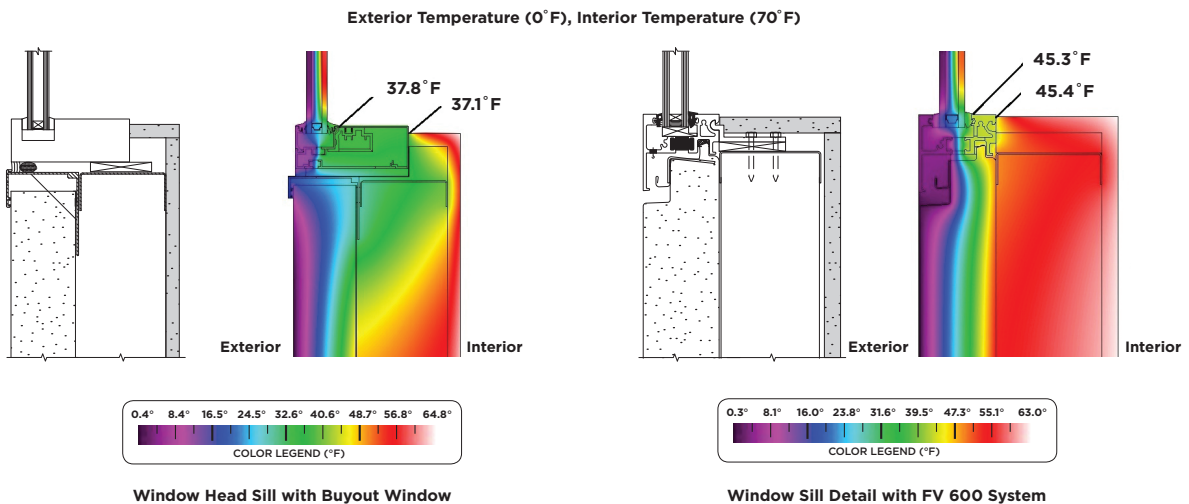 Exterior Temperature (0°F), Interior Temperature (70°F)
37.8°F
37.1°F
45.3°F
45.4°F
Exterior
Interior
Exterior
Interior
0.4° 8.4° 16.5° 24.5° 32.6° 40.6° 48.7° 56.8° 64.8°
COLOR LEGEND (°F)
0.3° 8.1° 16.0° 23.8° 31.6° 39.5° 47.3° 55.1° 63.0°
COLOR LEGEND (°F)
Window Head Sill with Buyout Window
Window Sill Detail with FV 600 System